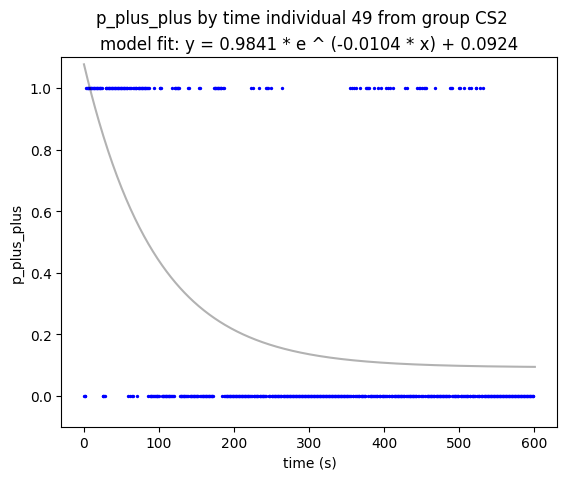 p_plus_plus by time individual 49 from group CS2
model fit: y = 0.9841 * e ^ (-0.0104 * x) + 0.0924
1.0
0.8
0.6
0.4
0.2
0.0
p_plus_plus
0 100 200 300 400 500 600
time (s)